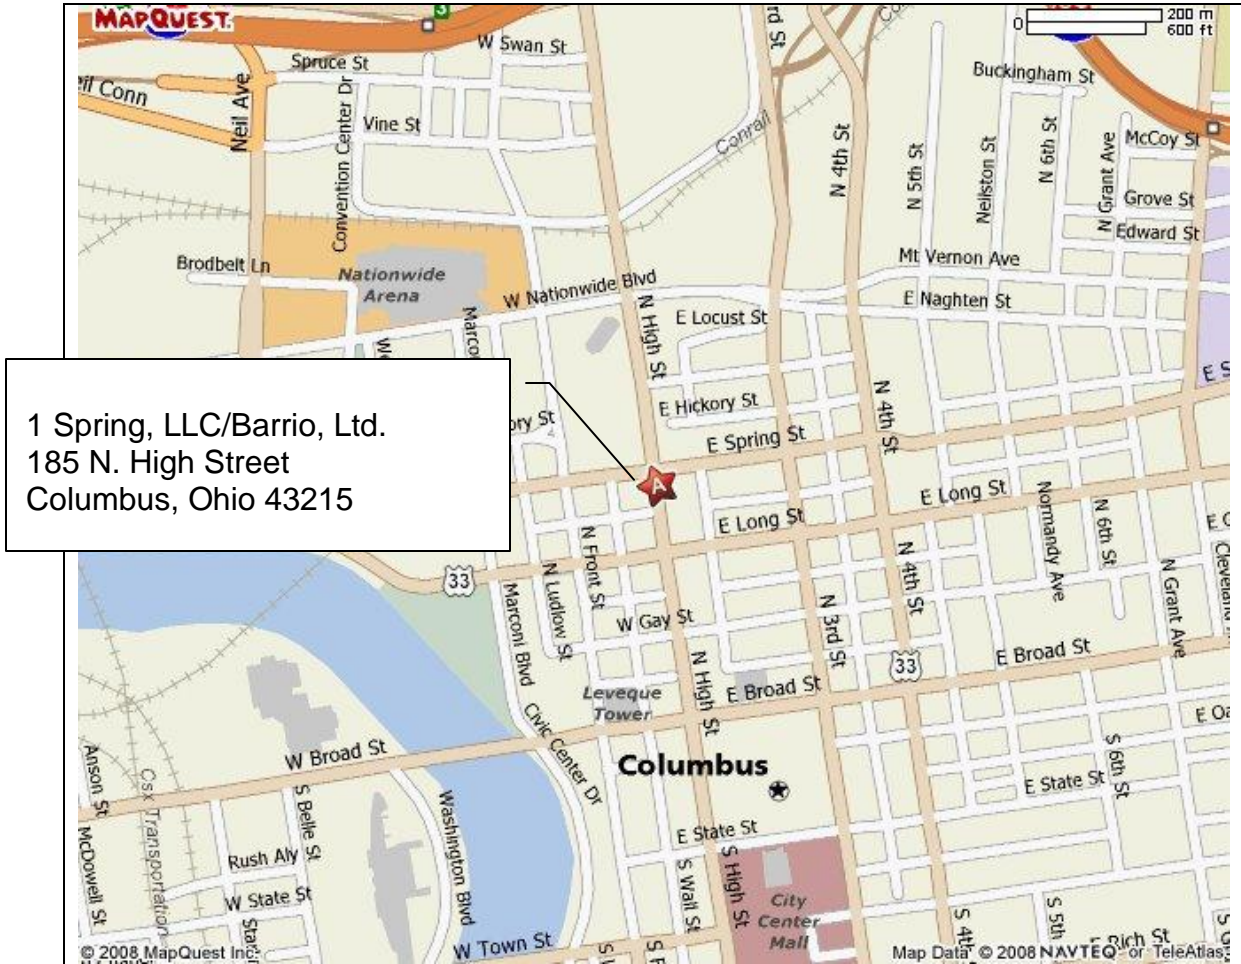 MAPQUEST.
3
200 m
0
600 ft
W Swan St
Spruce St
Neil Ave
Convention Center Dr
Vine St
Conrail
N 4th St
N 5th St
Neilston St
N 6th St
N Grant Ave
Buckingham St
McCoy St
Grove St
Edward St
Brodbelt Ln
Nationwide
Arena
W Nationwide Blvd
Mt Vernon Ave
E Naghten St
N High St
E Locust St
E Hickory St
N 4th St
E Spring St
1 Spring, LLC/Barrio, Ltd.
185 N. High Street
Columbus, Ohio 43215
A
E Long St
E Long St
N Front St
N Ludlow St
Marconi Blvd
33
W Gay St
N High St
N 3rd St
N 4th St
Normandy Ave
N 6th St
N Grant Ave
33
E Broad St
E Broad St
Leveque
Tower
Civic Center Dr
W Broad St
Columbus
Anson St
Csx Transportation
S Belle St
Washington Blvd
McDowell St
Rush Aly
W State St
E State St
E State St
S 6th St
S Wall St
S High St
City
Center
Mall
W Town St
S 4th
S 5th
E Rich St
© 2008 MapQuest Inc.
Map Data © 2008 NAVTEQ or TeleAtlas